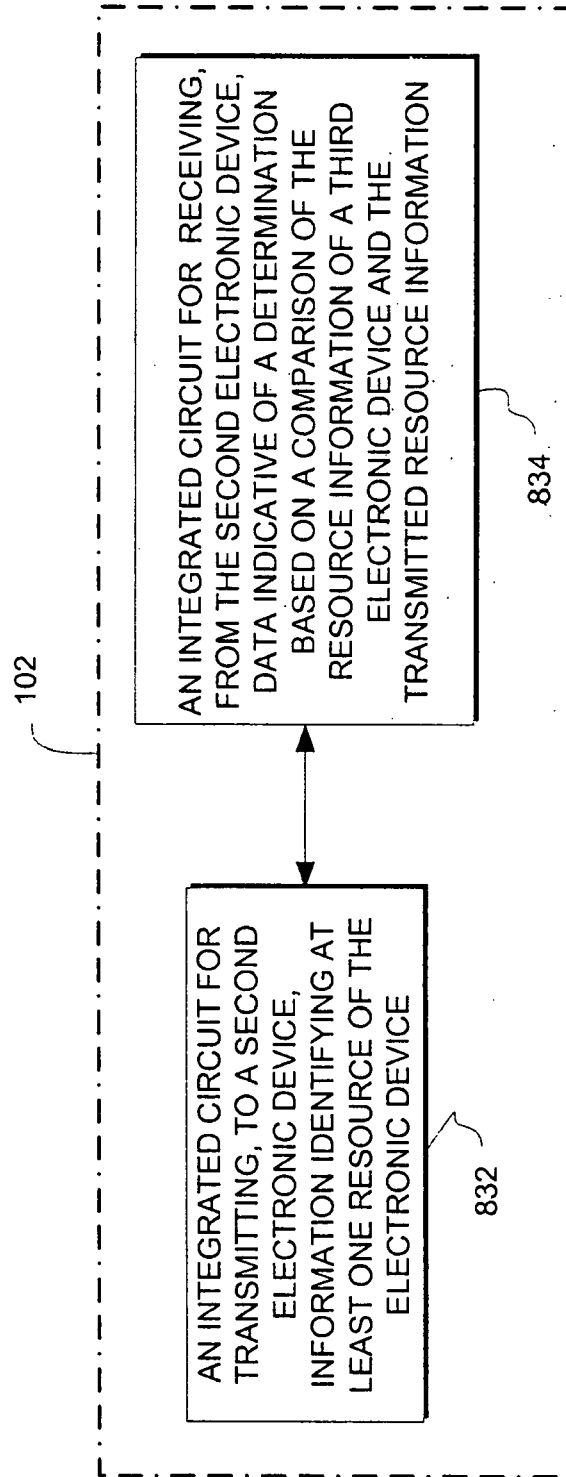 102
AN INTEGRATED CIRCUIT FOR
TRANSMITTING, TO A SECOND
ELECTRONIC DEVICE,
INFORMATION IDENTIFYING AT
LEAST ONE RESOURCE OF THE
ELECTRONIC DEVICE
832
AN INTEGRATED CIRCUIT FOR RECEIVING,
FROM THE SECOND ELECTRONIC DEVICE,
DATA INDICATIVE OF A DETERMINATION
BASED ON A COMPARISON OF THE
RESOURCE INFORMATION OF A THIRD
ELECTRONIC DEVICE AND THE
TRANSMITTED RESOURCE INFORMATION
834